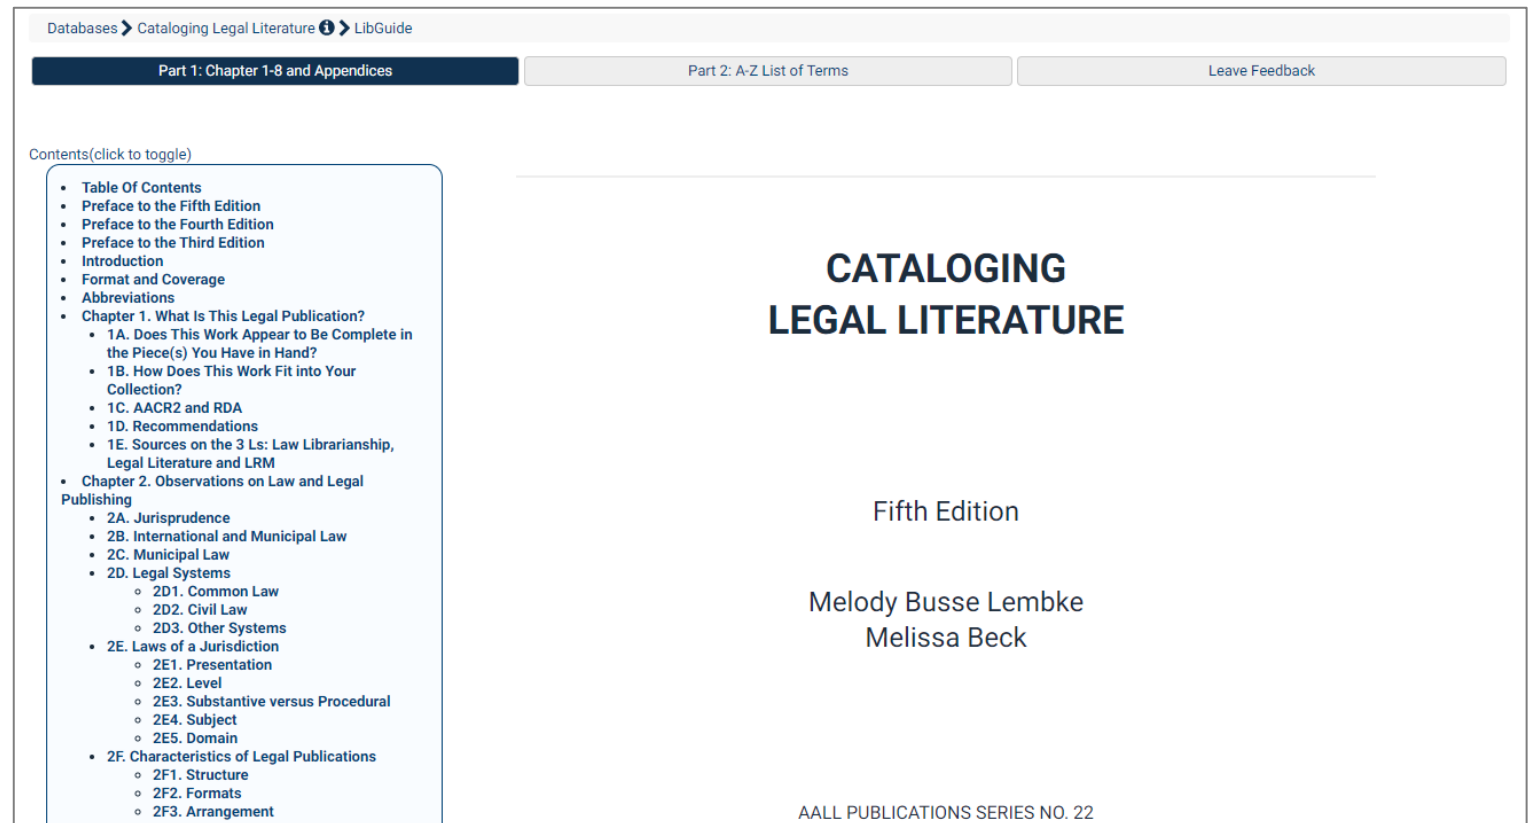 Databases Cataloging Legal Literature LibGuide
Part 1: Chapter 1-8 and Appendices
Part 2: A-Z List of Terms
Leave Feedback
Contents(click to toggle)
Table Of Contents
Preface to the Fifth Edition
Preface to the Fourth Edition
Preface to the Third Edition
Introduction
Format and Coverage
Abbreviations
Chapter 1. What Is This Legal Publication?
1A. Does This Work Appear to Be Complete in
the Piece(s) You Have in Hand?
1B. How Does This Work Fit into Your
Collection?
1C. AACR2 and RDA
1D. Recommendations
1E. Sources on the 3 Ls: Law Librarianship,
Legal Literature and LRM
Chapter 2. Observations on Law and Legal
Publishing
2A. Jurisprudence
2B. International and Municipal Law
2C. Municipal Law
2D. Legal Systems
2D1. Common Law
2D2. Civil Law
2D3. Other Systems
2E. Laws of a Jurisdiction
2E1. Presentation
2E2. Level
2E3. Substantive versus Procedural
2E4. Subject
2E5. Domain
2F. Characteristics of Legal Publications
2F1. Structure
2F2. Formats
2F3. Arrangement
CATALOGING
LEGAL LITERATURE
Fifth Edition
Melody Busse Lembke
Melissa Beck
AALL PUBLICATIONS SERIES NO. 22